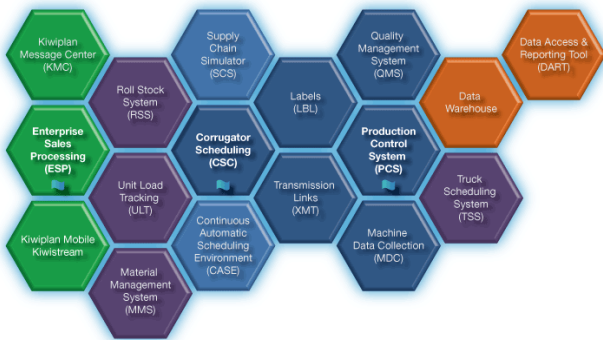 Kiwiplan
Message Center
(KMC)
Enterprise
Sales
Processing
(ESP)
Kiwiplan Mobile
Kiwistream
Roll Stock
System
(RSS)
Unit Load
Tracking
(ULT)
Material
Management
System
(MMS)
Supply
Chain
Simulator
(SCS)
Corrugator
Scheduling
(CSC)
Continuous
Automatic
Scheduling
Environment
(CASE)
Labels
(LBL)
Transmission
Links
(XMT)
Quality
Management
System
(QMS)
Production
Control
System
(PCS)
Machine
Data Collection
(MDC)
Data
Warehouse
Truck
Scheduling
System
(TSS)
Data Access &
Reporting Tool
(DART)